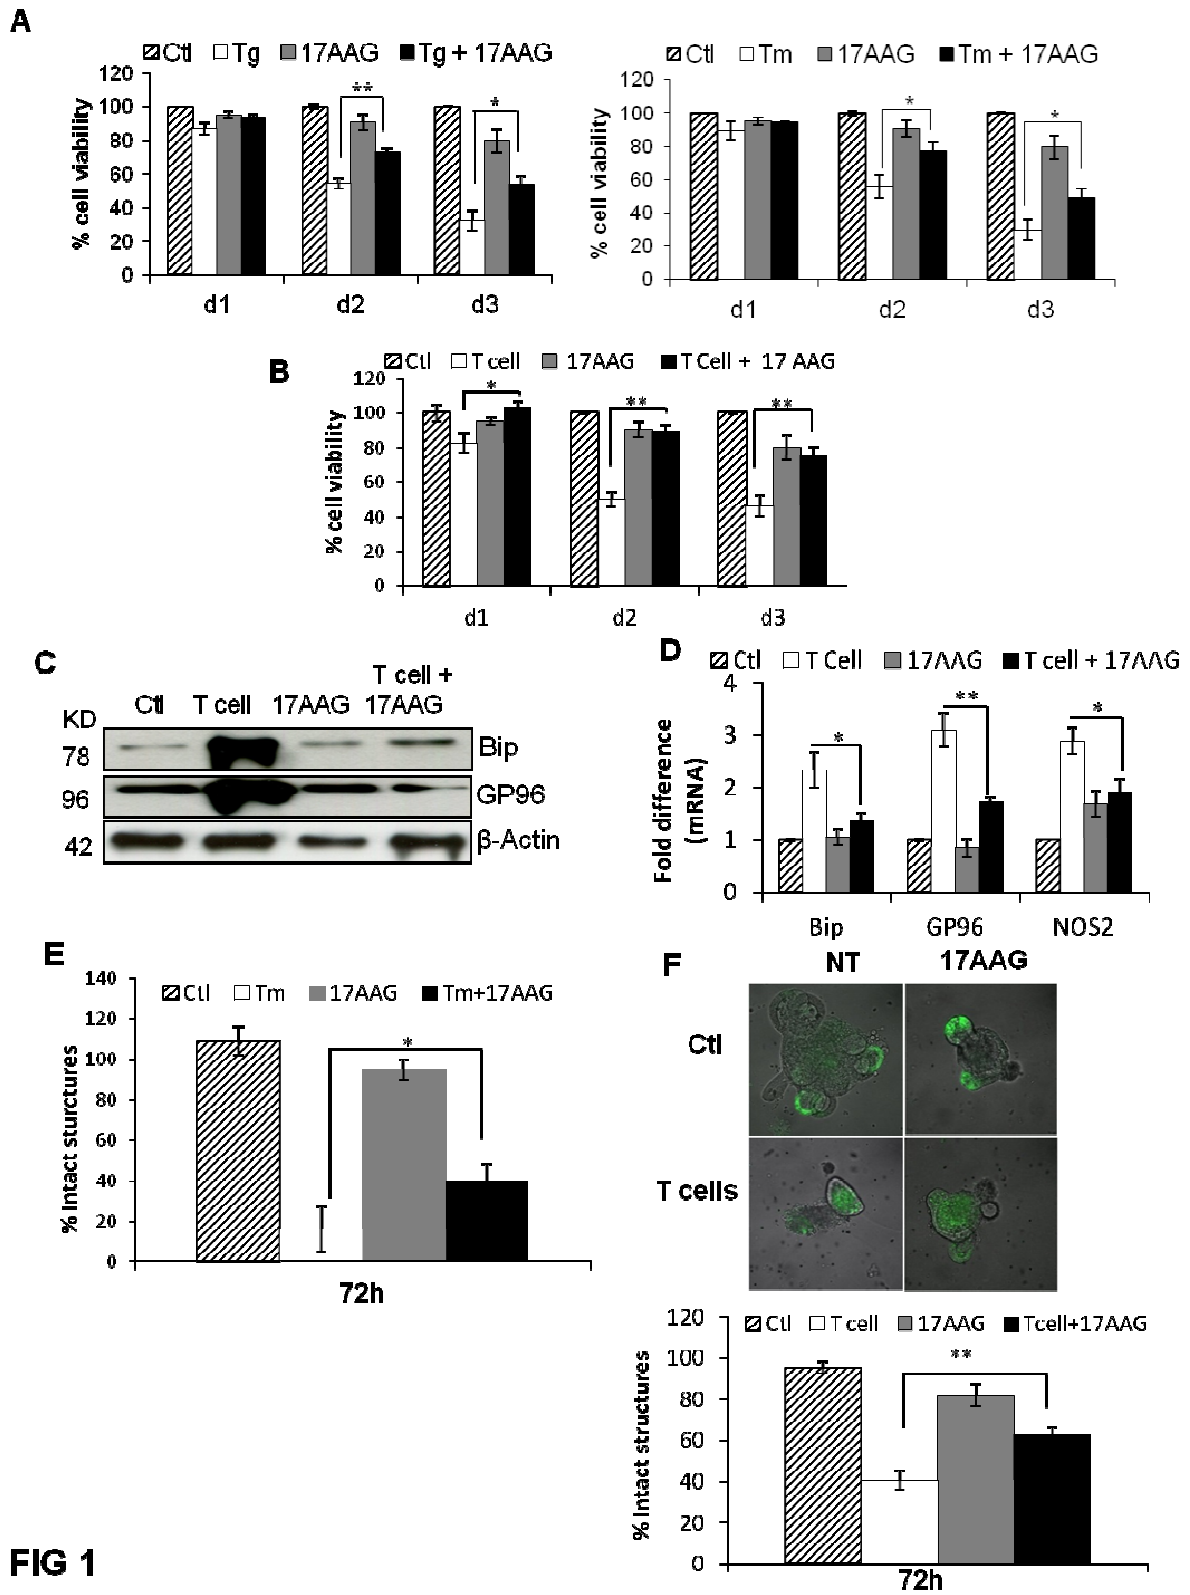 A
Ctl Tg 17AAG Tg + 17AAG
120
100
80
60
40
20
0
% cell viability
**
*
d1 d2 d3
Ctl Tm 17AAG Tm + 17AAG
120
100
80
60
40
20
0
% cell viability
*
*
d1 d2 d3
B
Ctl T cell 17AAG T Cell + 17 AAG
120
100
80
60
40
20
0
% cell viability
*
**
**
d1 d2 d3
C
T cell +
Ctl T cell 17AAG 17AAG
KD
78 Bip
96 GP96
42 β-Actin
D
Ctl T Cell 17AAG T cell + 17AAG
4
3
2
1
0
Fold difference
(mRNA)
*
**
*
Bip GP96 NOS2
E
Ctl Tm 17AAG Tm+17AAG
140
120
100
80
60
40
20
0
% Intact sturctures
*
72h
F
NT 17AAG
Ctl
T cells
Ctl T cell 17AAG Tcell+17AAG
120
100
80
60
40
20
0
% Intact structures
**
72h
FIG 1